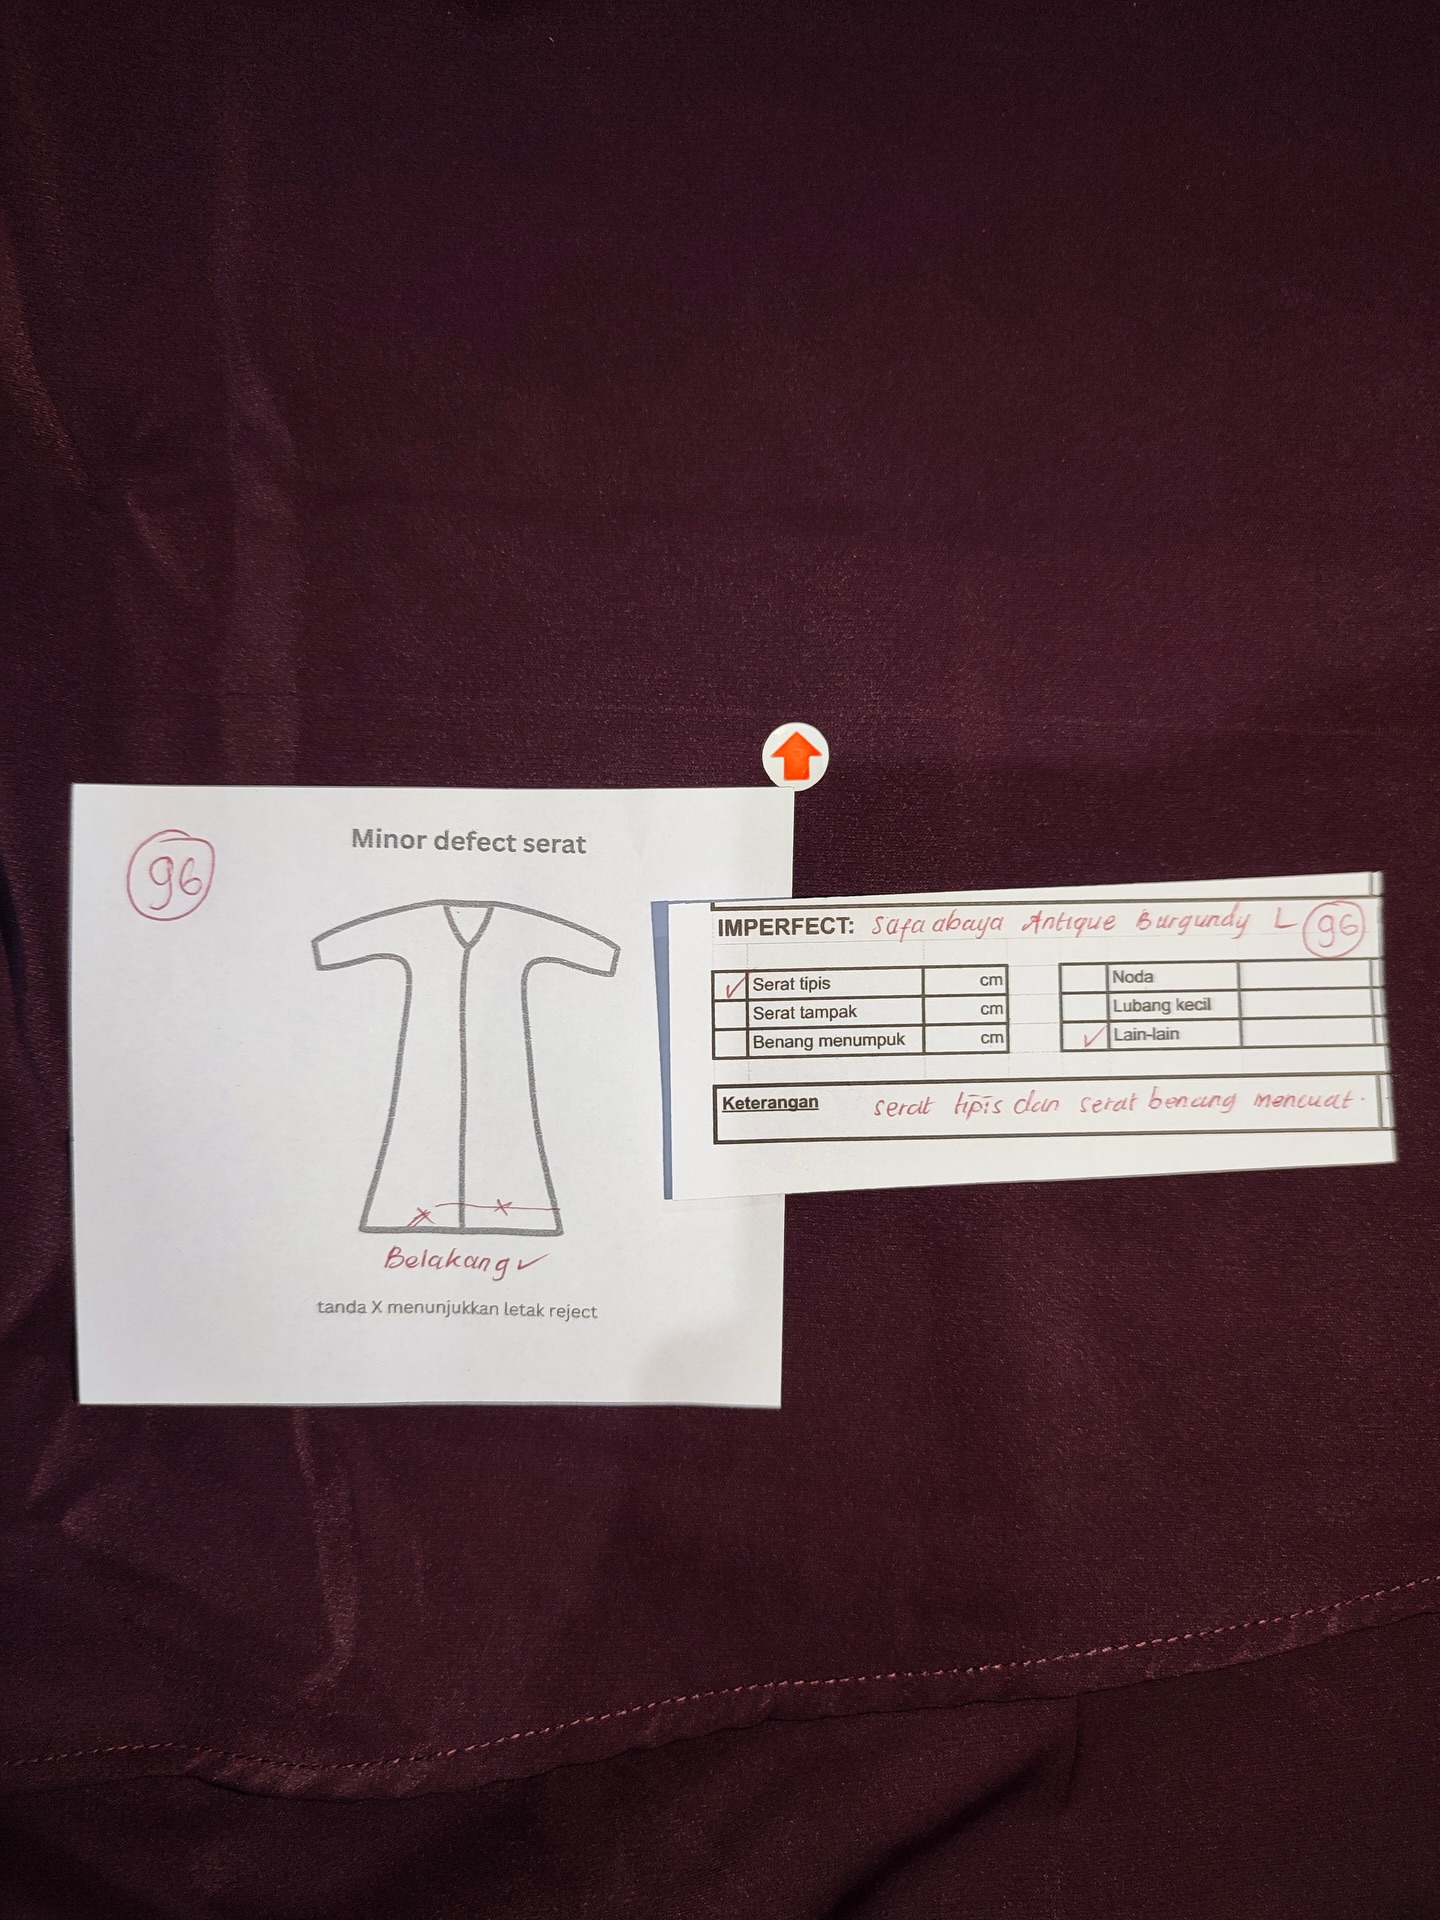 96
Minor defect serat
Belakang ✓
tanda X menunjukkan letak reject
IMPERFECT: Safa abaya Antique Burgundy L 96
✓ Serat tipis cm
Serat tampak cm
Benang menumpuk cm
Noda
Lubang kecil
✓ Lain-lain
Keterangan serat tipis dan serat benang mencuat.